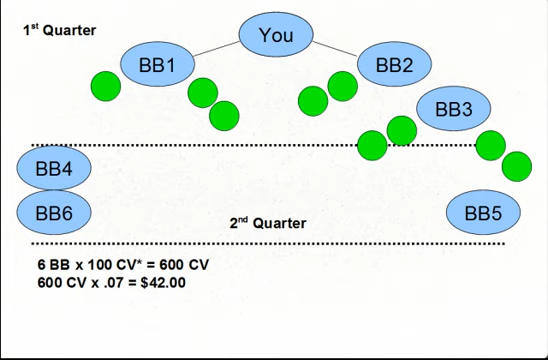 1st Quarter
You
BB1
BB2
BB3
BB4
BB6
BB5
2nd Quarter
6 BB x 100 CV* = 600 CV
600 CV x .07 = $42.00